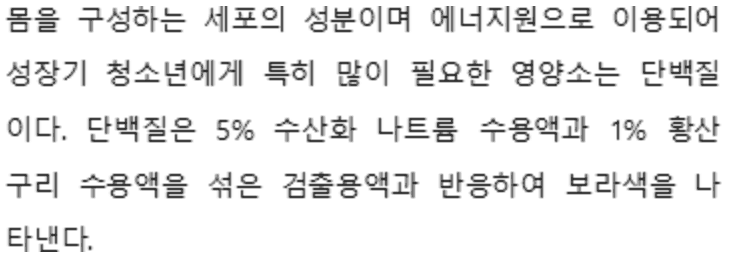 몸을 구성하는 세포의 성분이며 에너지원으로 이용되어
성장기 청소년에게 특히 많이 필요한 영양소는 단백질
이다. 단백질은 5% 수산화 나트륨 수용액과 1% 황산
구리 수용액을 섞은 검출용액과 반응하여 보라색을 나
타낸다.